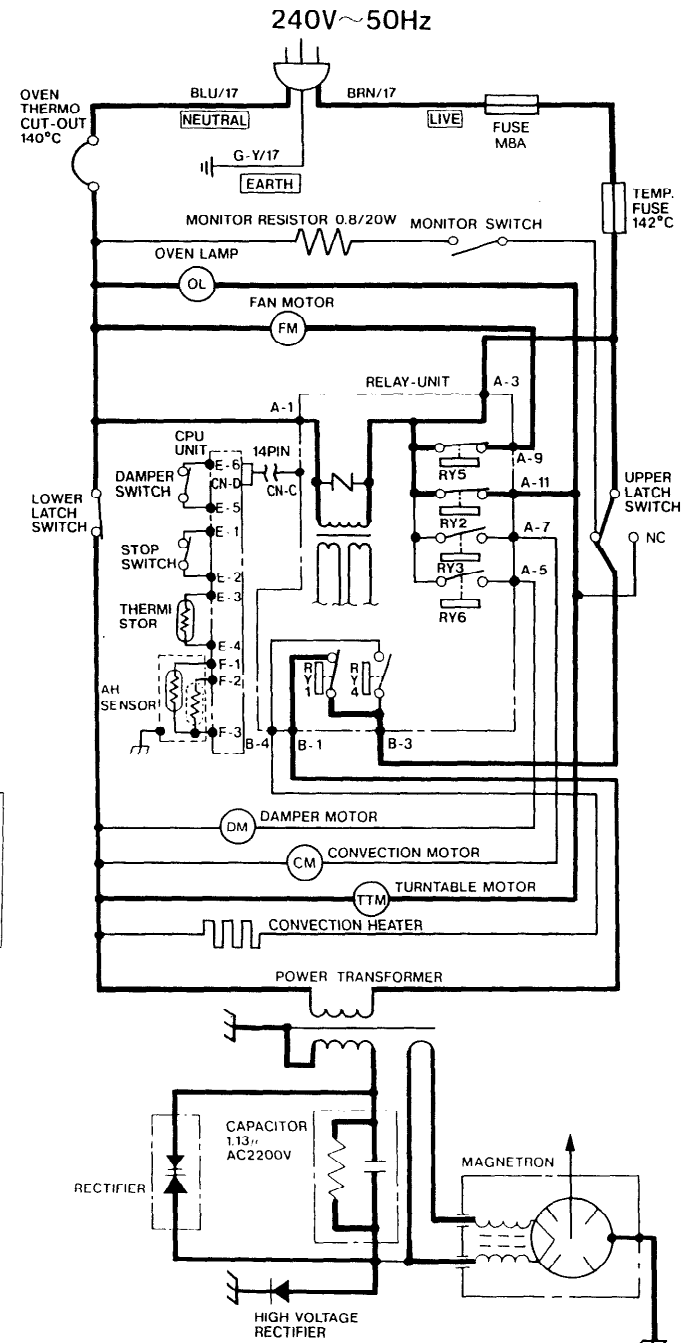 240V～50Hz
OVEN
THERMO
CUT-OUT
140°C
BLU/17
BRN/17
NEUTRAL
LIVE
FUSE
M8A
G-Y/17
EARTH
TEMP.
FUSE
142°C
MONITOR RESISTOR 0.8/20W
MONITOR SWITCH
OVEN LAMP
OL
FAN MOTOR
FM
RELAY-UNIT
A-3
A-1
CPU
UNIT
14PIN
E-6
CN-D
CN-C
DAMPER
SWITCH
E-5
A-9
RY5
A-11
RY2
UPPER
LATCH
SWITCH
LOWER
LATCH
SWITCH
E-1
STOP
SWITCH
E-2
A-7
NC
RY3
A-5
RY6
E-3
THERMI
STOR
E-4
F-1
F-2
AH
SENSOR
F-3
RY1
RY4
B-4
B-1
B-3
DM
DAMPER MOTOR
CM
CONVECTION MOTOR
TTM
TURNTABLE MOTOR
CONVECTION HEATER
POWER TRANSFORMER
CAPACITOR
1.13μ
AC2200V
RECTIFIER
MAGNETRON
HIGH VOLTAGE
RECTIFIER